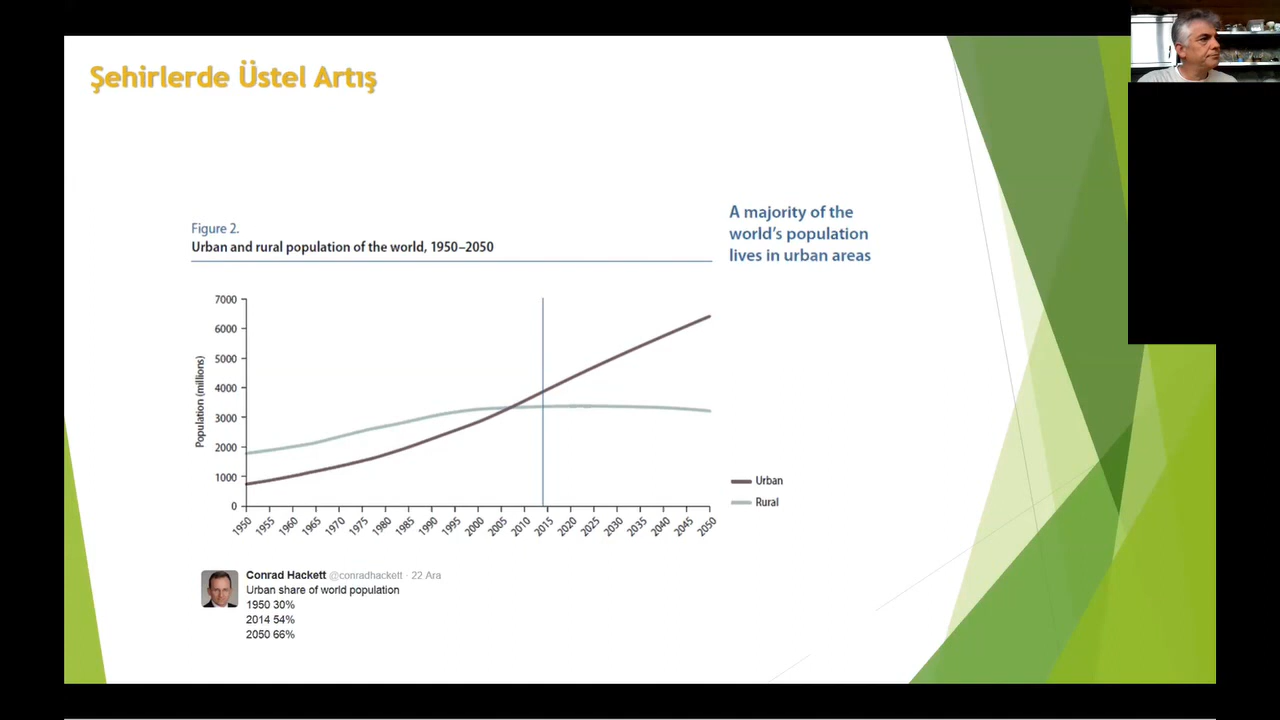 Şehirlerde Üstel Artış
A majority of the
world's population
lives in urban areas
Figure 2.
Urban and rural population of the world, 1950–2050
Population (millions)
7000
6000
5000
4000
3000
2000
1000
0
1950 1955 1960 1965 1970 1975 1980 1985 1990 1995 2000 2005 2010 2015 2020 2025 2030 2035 2040 2045 2050
Urban
Rural
Conrad Hackett @conradhackett · 22 Ara
Urban share of world population
1950 30%
2014 54%
2050 66%